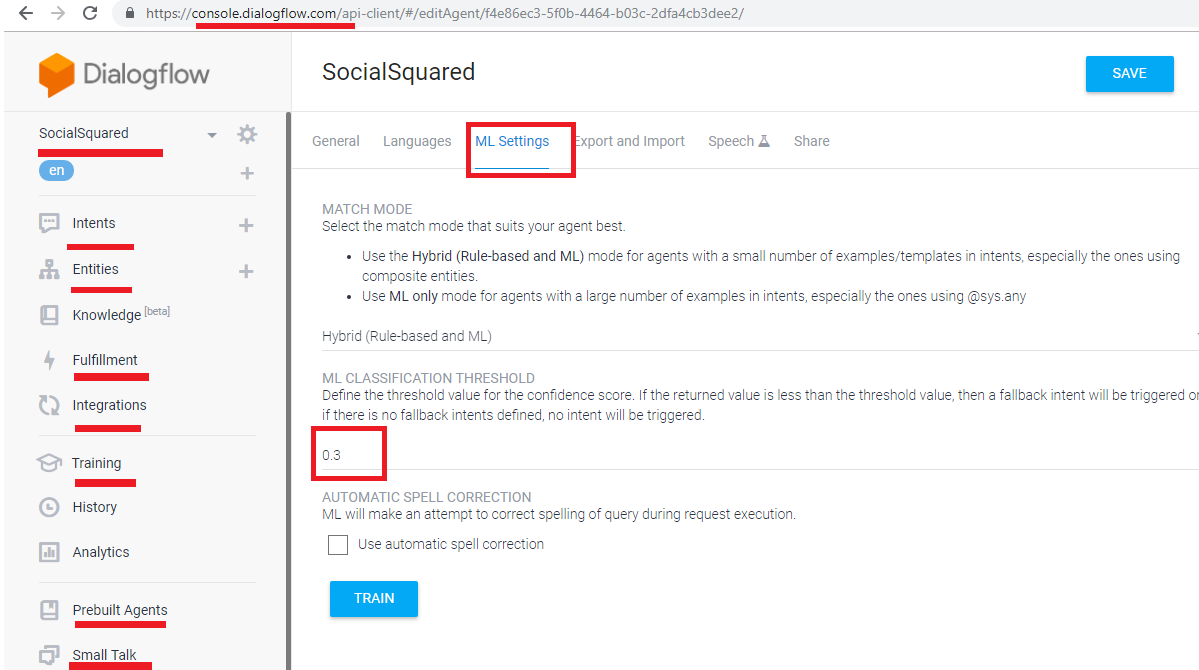 https://console.dialogflow.com/api-client/#/editAgent/f4e86ec3-5f0b-4464-b03c-2dfa4cb3dee2/
Dialogflow
SocialSquared
SAVE
SocialSquared
en
General
Languages
ML Settings
Export and Import
Speech
Share
Intents
Entities
Knowledge [beta]
Fulfillment
Integrations
Training
History
Analytics
Prebuilt Agents
Small Talk
MATCH MODE
Select the match mode that suits your agent best.
Use the Hybrid (Rule-based and ML) mode for agents with a small number of examples/templates in intents, especially the ones using
composite entities.
Use ML only mode for agents with a large number of examples in intents, especially the ones using @sys.any
Hybrid (Rule-based and ML)
ML CLASSIFICATION THRESHOLD
Define the threshold value for the confidence score. If the returned value is less than the threshold value, then a fallback intent will be triggered or
if there is no fallback intents defined, no intent will be triggered.
0.3
AUTOMATIC SPELL CORRECTION
ML will make an attempt to correct spelling of query during request execution.
Use automatic spell correction
TRAIN